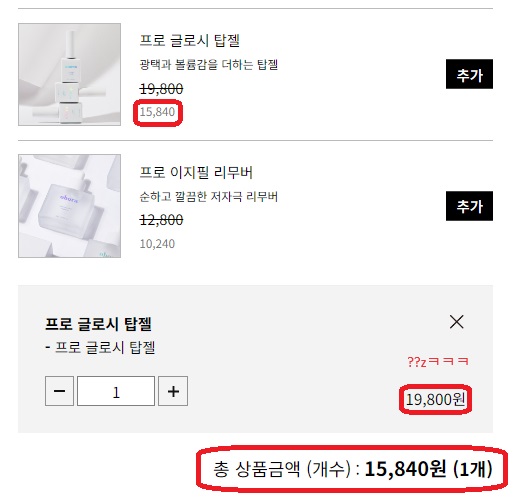 프로 글로시 탑젤
광택과 볼륨감을 더하는 탑젤
19,800
15,840
추가
프로 이지필 리무버
순하고 깔끔한 저자극 리무버
12,800
10,240
추가
ohora
프로 글로시 탑젤
- 프로 글로시 탑젤
??zㅋㅋㅋ
1
19,800원
총 상품금액 (개수) : 15,840원 (1개)